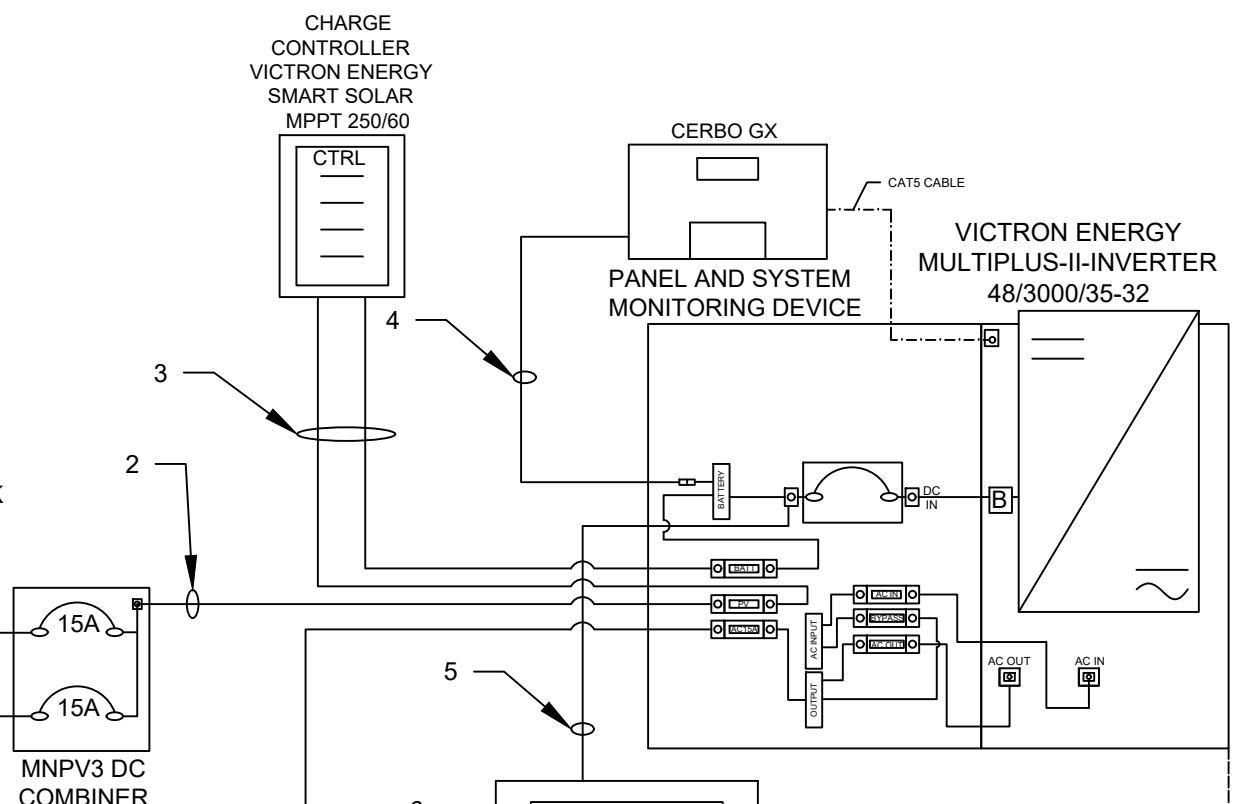 CHARGE
CONTROLLER
VICTRON ENERGY
SMART SOLAR
MPPT 250/60
CTRL
CERBO GX
CAT5 CABLE
PANEL AND SYSTEM
MONITORING DEVICE
VICTRON ENERGY
MULTIPLUS-II-INVERTER
48/3000/35-32
4
3
2
BATTERY
DC
IN
B
BATT
PV
AC15A
AC INPUT
OUTPUT
AC IN
BYPASS
AC OUT
AC OUT
AC IN
15A
15A
5
MNPV3 DC
COMBINER